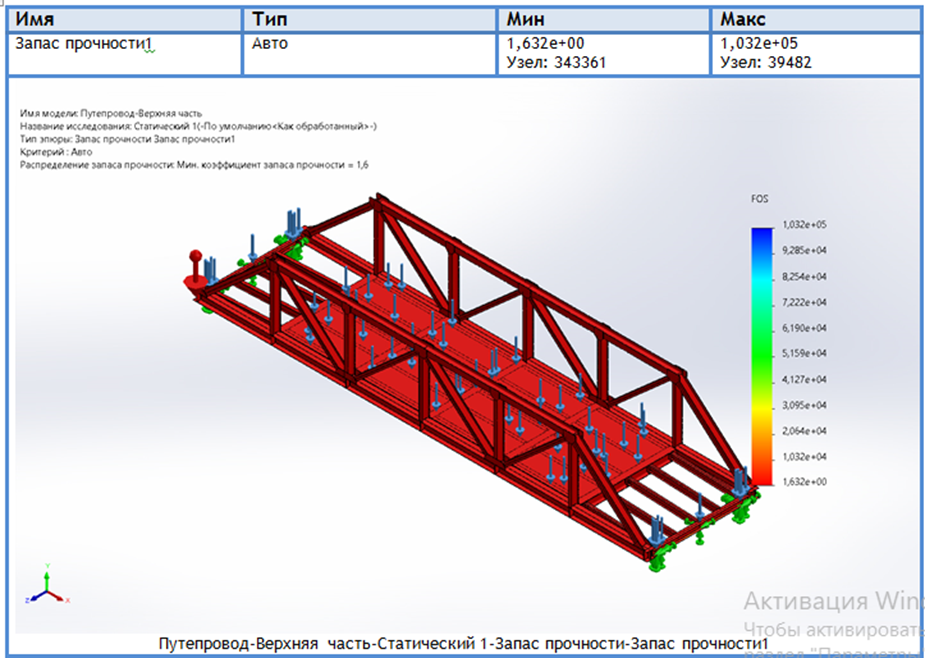 Имя Тип Мин Макс
Запас прочности1 Авто 1,632e+00 1,032e+05
Узел: 343361 Узел: 39482
Имя модели: Путепровод-Верхняя часть
Название исследования: Статический 1(-По умолчанию<Как обработанный>-)
Тип эпюры: Запас прочности Запас прочности1
Критерий : Авто
Распределение запаса прочности: Мин. коэффициент запаса прочности = 1,6
FOS
1,032e+05
9,285e+04
8,254e+04
7,222e+04
6,190e+04
5,159e+04
4,127e+04
3,095e+04
2,064e+04
1,032e+04
1,632e+00
Y
Z
X
Активация Win
Чтобы активировать
раздел "Параметры
Путепровод-Верхняя часть-Статический 1-Запас прочности-Запас прочности1